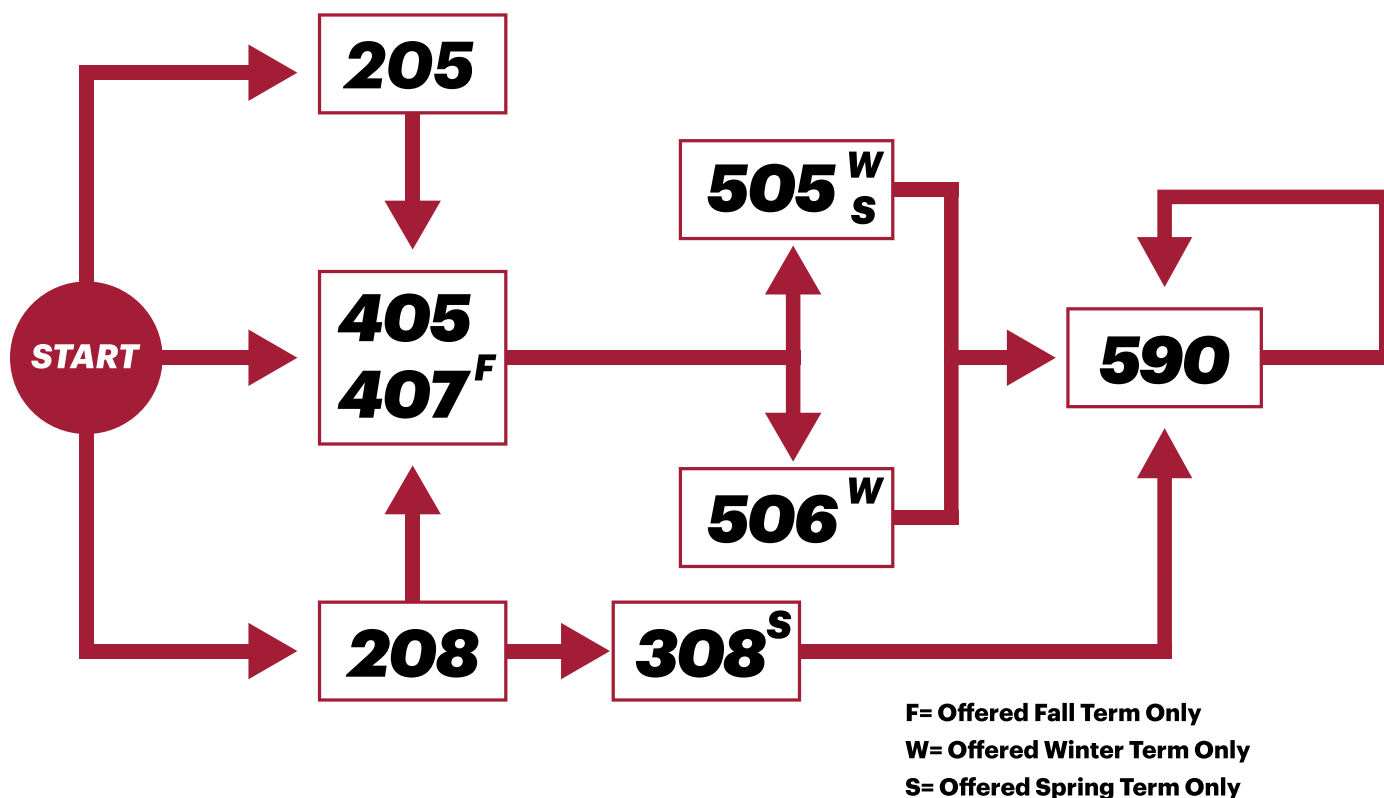 205
505 W
S
START
405
407 F
590
506 W
208
308 S
F= Offered Fall Term Only
W= Offered Winter Term Only
S= Offered Spring Term Only